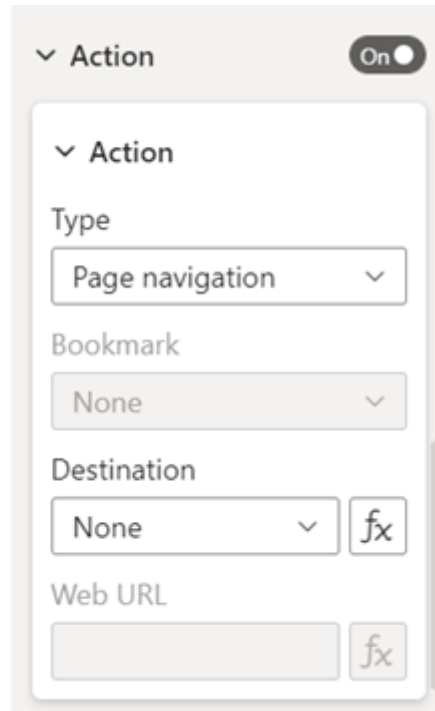 Action On
Action
Type
Page navigation
Bookmark
None
Destination
None fx
Web URL
fx